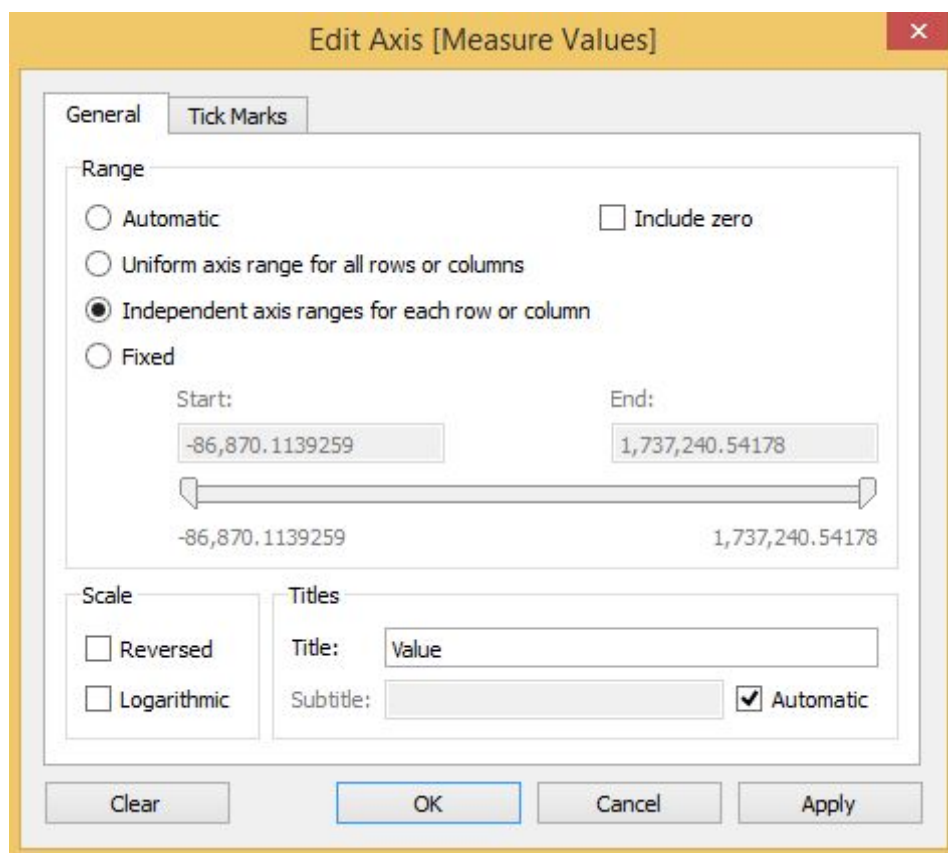 Edit Axis [Measure Values]
General Tick Marks
Range
Automatic Include zero
Uniform axis range for all rows or columns
Independent axis ranges for each row or column
Fixed
Start: End:
-86,870.1139259 1,737,240.54178
-86,870.1139259 1,737,240.54178
Scale Titles
Reversed Title: Value
Logarithmic Subtitle: Automatic
Clear OK Cancel Apply